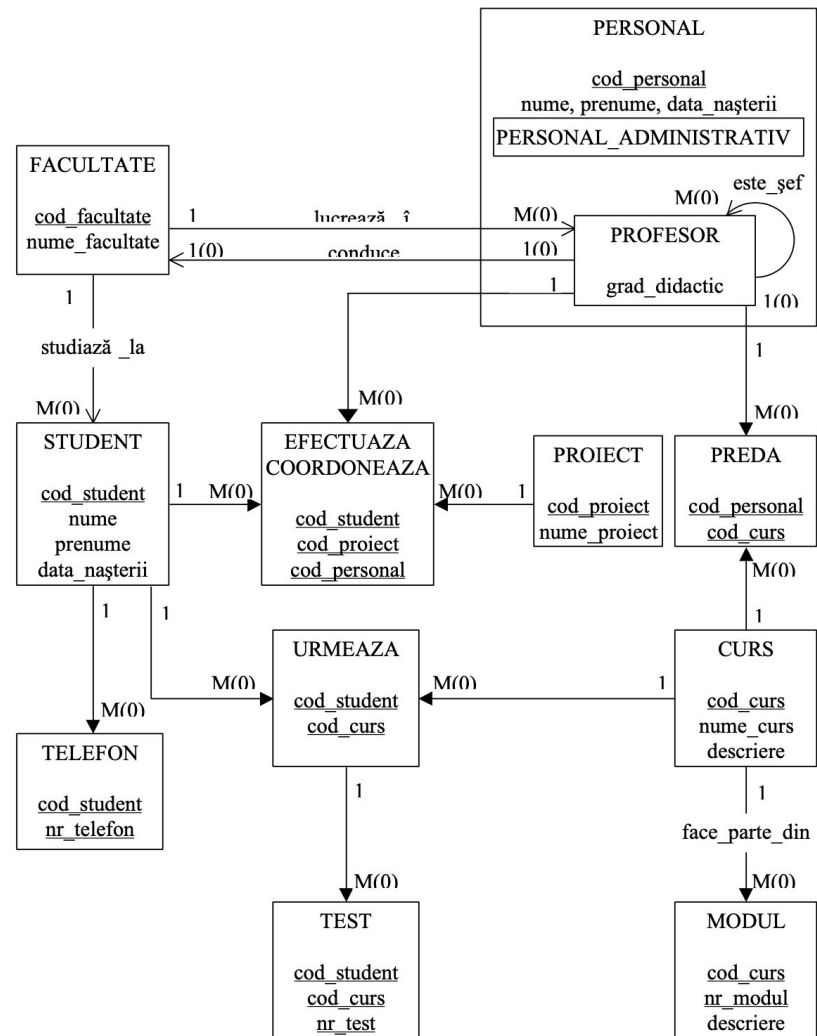 PERSONAL
cod_personal
nume, prenume, data_nașterii
PERSONAL_ADMINISTRATIV
FACULTATE
cod_facultate
nume_facultate
1
lucrează_î
M(0)
1(0)
conduce
1(0)
M(0)
este_şef
PROFESOR
grad_didactic
1(0)
1
1
studiază _la
M(0)
M(0)
1
M(0)
STUDENT
cod_student
nume
prenume
data_nașterii
1
M(0)
EFECTUAZA
COORDONEAZA
cod_student
cod_proiect
cod_personal
M(0)
1
PROIECT
cod_proiect
nume_proiect
PREDA
cod_personal
cod_curs
M(0)
1
1
1
M(0)
URMEAZA
cod_student
cod_curs
M(0)
1
CURS
cod_curs
nume_curs
descriere
M(0)
TELEFON
cod_student
nr_telefon
1
1
face_parte_din
M(0)
M(0)
TEST
cod_student
cod_curs
nr_test
MODUL
cod_curs
nr_modul
descriere